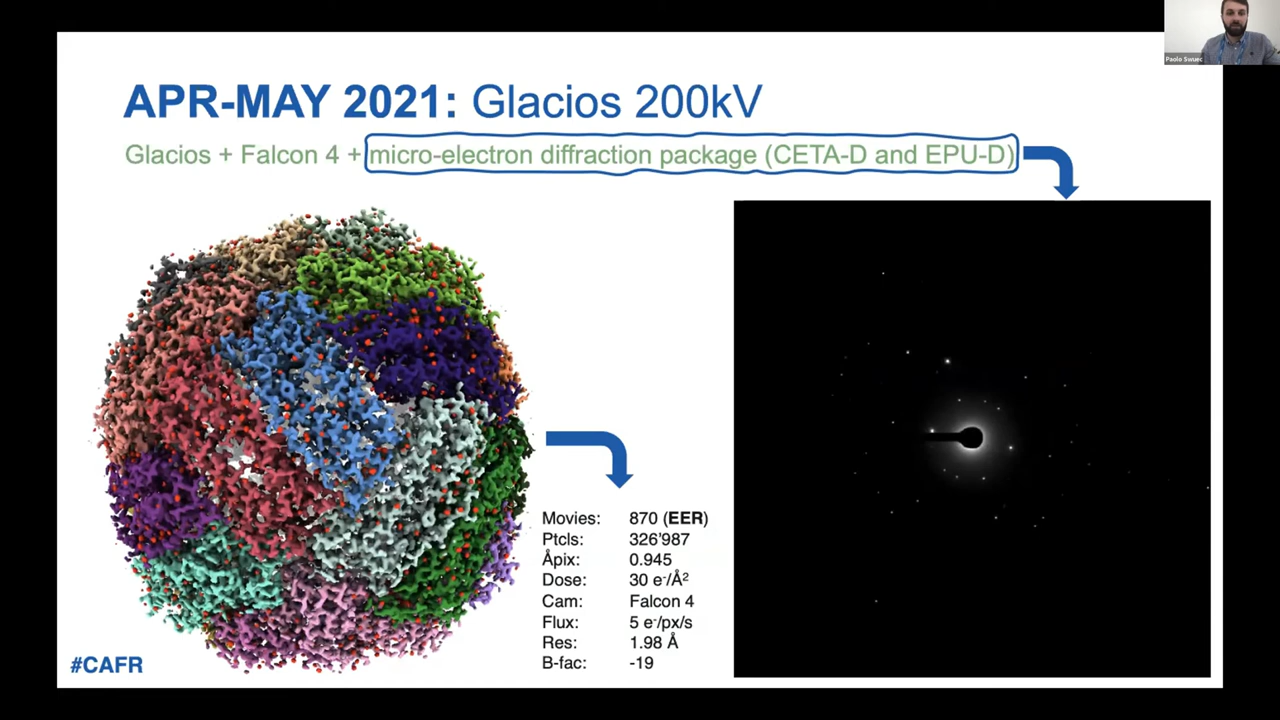 Paolo Swuec
APR-MAY 2021: Glacios 200kV
Glacios + Falcon 4 + micro-electron diffraction package (CETA-D and EPU-D)
Movies: 870 (EER)
Ptcls: 326'987
Åpix: 0.945
Dose: 30 e-/Å²
Cam: Falcon 4
Flux: 5 e-/px/s
Res: 1.98 Å
B-fac: -19
#CAFR